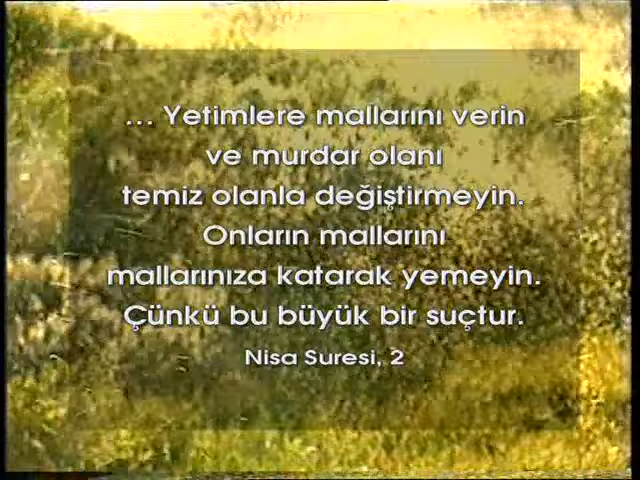 ... Yetimlere mallarını verin
ve murdar olanı
temiz olanla değiştirmeyin.
Onların mallarını
mallarınıza katarak yemeyin.
Çünkü bu büyük bir suçtur.
Nisa Suresi, 2